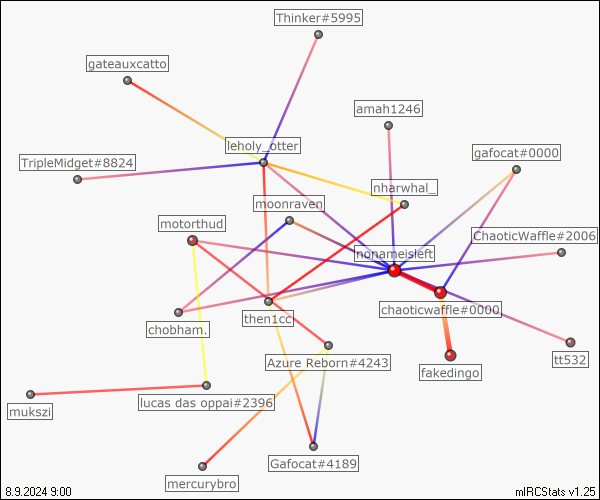 Thinker#5995
gateauxcatto
amah1246
leholy_otter
gafocat#0000
TripleMidget#8824
nharwhal_
moonraven
motorthud
ChaoticWaffle#2006
nonameisleft
chaoticwaffle#0000
then1cc
chobham.
Azure Reborn#4243
tt532
fakedingo
lucas das oppai#2396
mukszi
Gafocat#4189
mercurybro
8.9.2024 9:00
mIRCStats v1.25